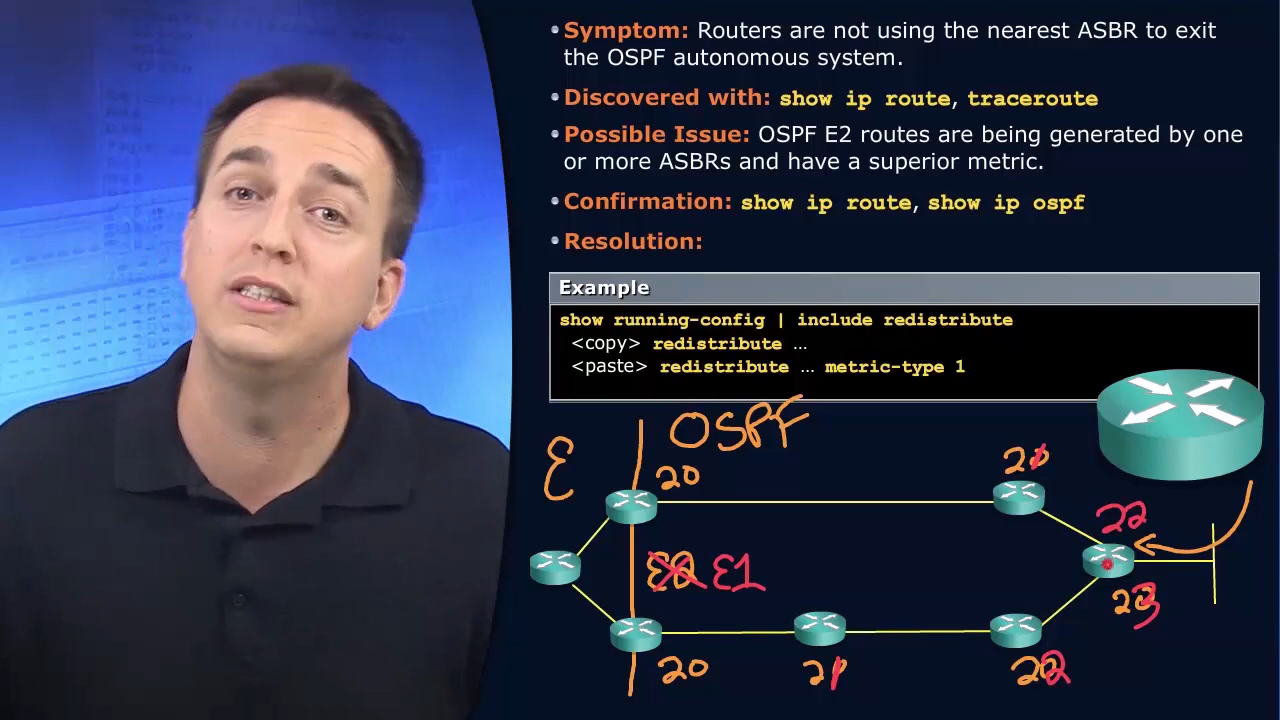 • Symptom: Routers are not using the nearest ASBR to exit
the OSPF autonomous system.
• Discovered with: show ip route, traceroute
• Possible Issue: OSPF E2 routes are being generated by one
or more ASBRs and have a superior metric.
• Confirmation: show ip route, show ip ospf
• Resolution:
Example
show running-config | include redistribute
<copy> redistribute ...
<paste> redistribute ... metric-type 1
E OSPF
20
21
22
E2 E1
23
20
21
22